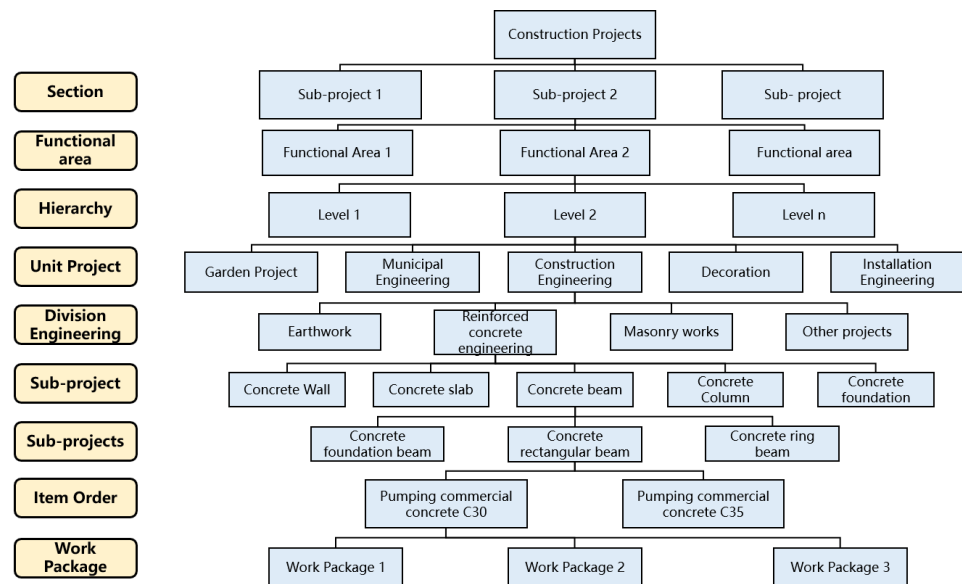 Construction Projects
Section
Sub-project 1
Sub-project 2
Sub- project
Functional
area
Functional Area 1
Functional Area 2
Functional area
Hierarchy
Level 1
Level 2
Level n
Unit Project
Garden Project
Municipal
Engineering
Construction
Engineering
Decoration
Installation
Engineering
Division
Engineering
Earthwork
Reinforced
concrete
engineering
Masonry works
Other projects
Sub-project
Concrete Wall
Concrete slab
Concrete beam
Concrete
Column
Concrete
foundation
Sub-projects
Concrete
foundation beam
Concrete
rectangular beam
Concrete ring
beam
Item Order
Pumping commercial
concrete C30
Pumping commercial
concrete C35
Work
Package
Work Package 1
Work Package 2
Work Package 3